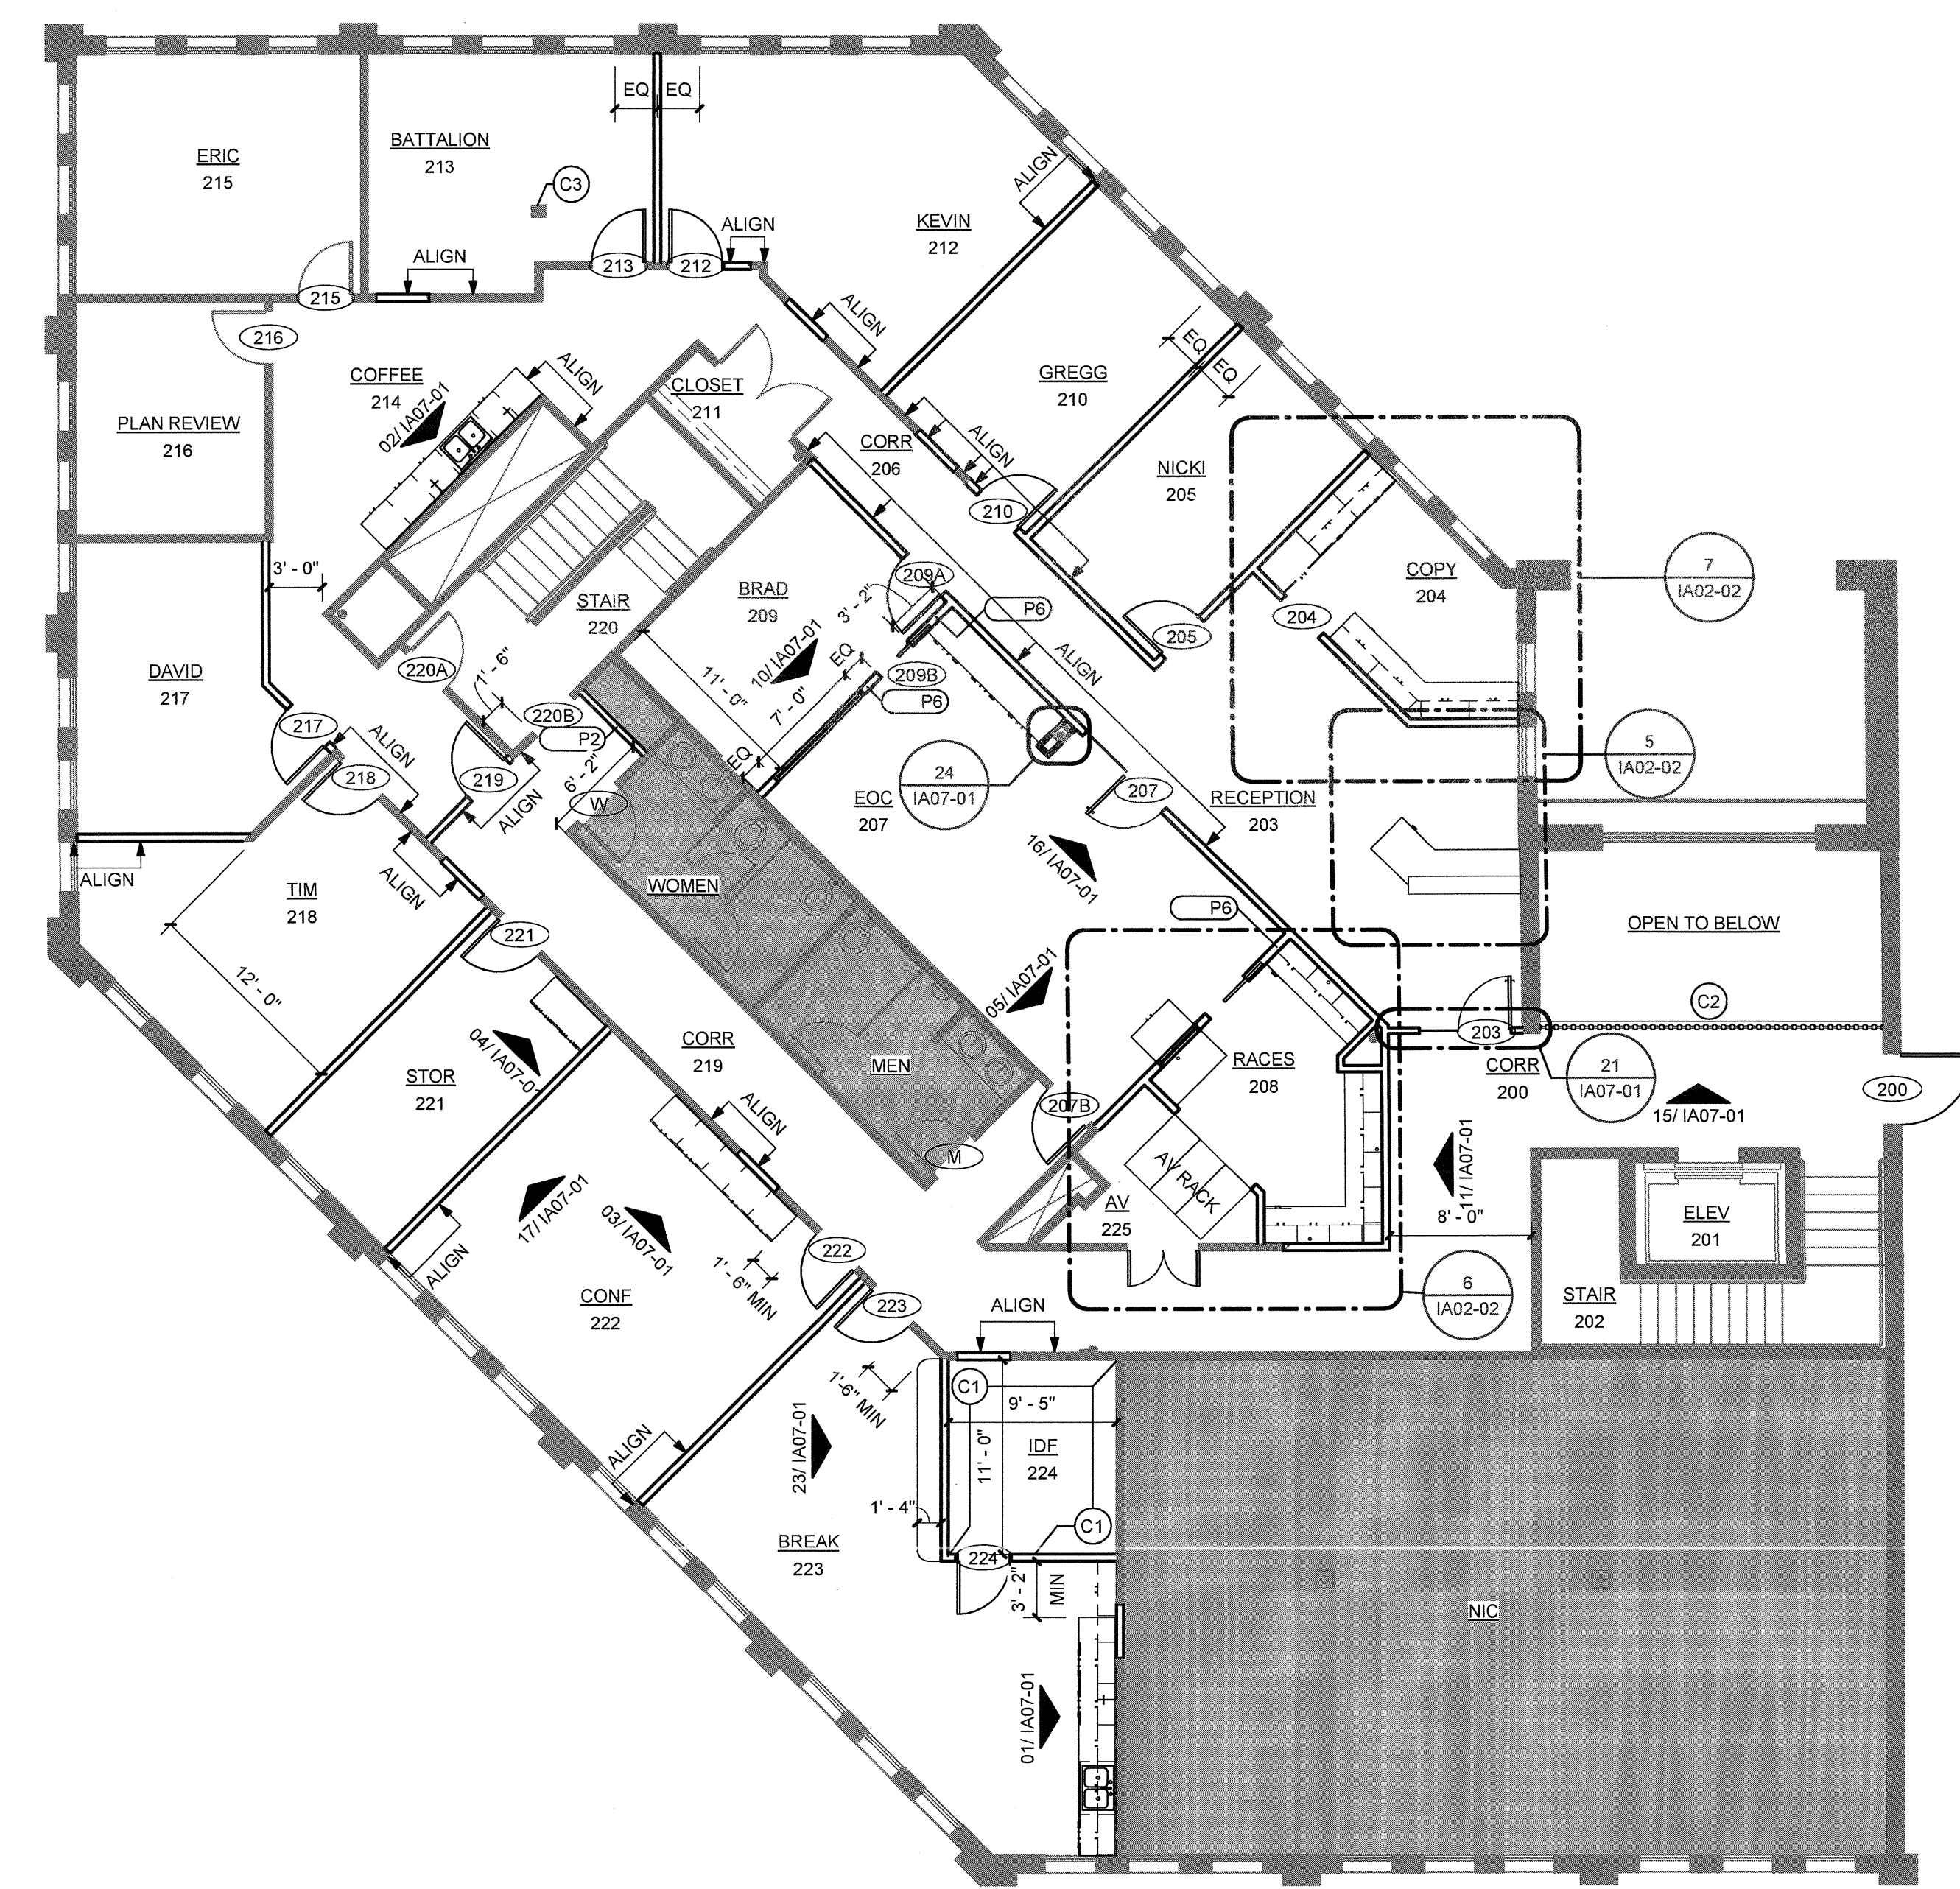 EQ
EQ
BATTALION
213
ERIC
215
C3
ALIGN
KEVIN
212
ALIGN
ALIGN
213
212
215
216
ALIGN
COFFEE
214
02/ IA07-01
ALIGN
CLOSET
211
GREGG
210
EQ
EQ
PLAN REVIEW
216
CORR
206
ALIGN
NICKI
205
210
7
IA02-02
3' - 0"
STAIR
220
BRAD
209
209A
3' - 2"
P6
COPY
204
204
205
DAVID
217
220A
1' - 6"
10/ IA07-01
11' - 0"
7' - 0"
EQ
209B
P6
ALIGN
217
ALIGN
218
220B
P2
219
6' - 2"
EQ
5
IA02-02
24
IA07-01
EOC
207
207
RECEPTION
203
W
ALIGN
ALIGN
ALIGN
TIM
218
WOMEN
16/ IA07-01
P6
OPEN TO BELOW
221
12' - 0"
05/ IA07-01
C2
203
04/ IA07-01
CORR
219
MEN
RACES
208
CORR
200
21
IA07-01
200
STOR
221
ALIGN
207B
15/ IA07-01
M
AV RACK
11/ IA07-01
17/ IA07-01
03/ IA07-01
AV
225
8' - 0"
ELEV
201
222
ALIGN
1' - 6" MIN
CONF
222
223
ALIGN
6
IA02-02
STAIR
202
C1
1'-6" MIN
9' - 5"
23/ IA07-01
ALIGN
11' - 0"
IDF
224
1' - 4"
C1
BREAK
223
224
3' - 2"
MIN
NIC
01/ IA07-01